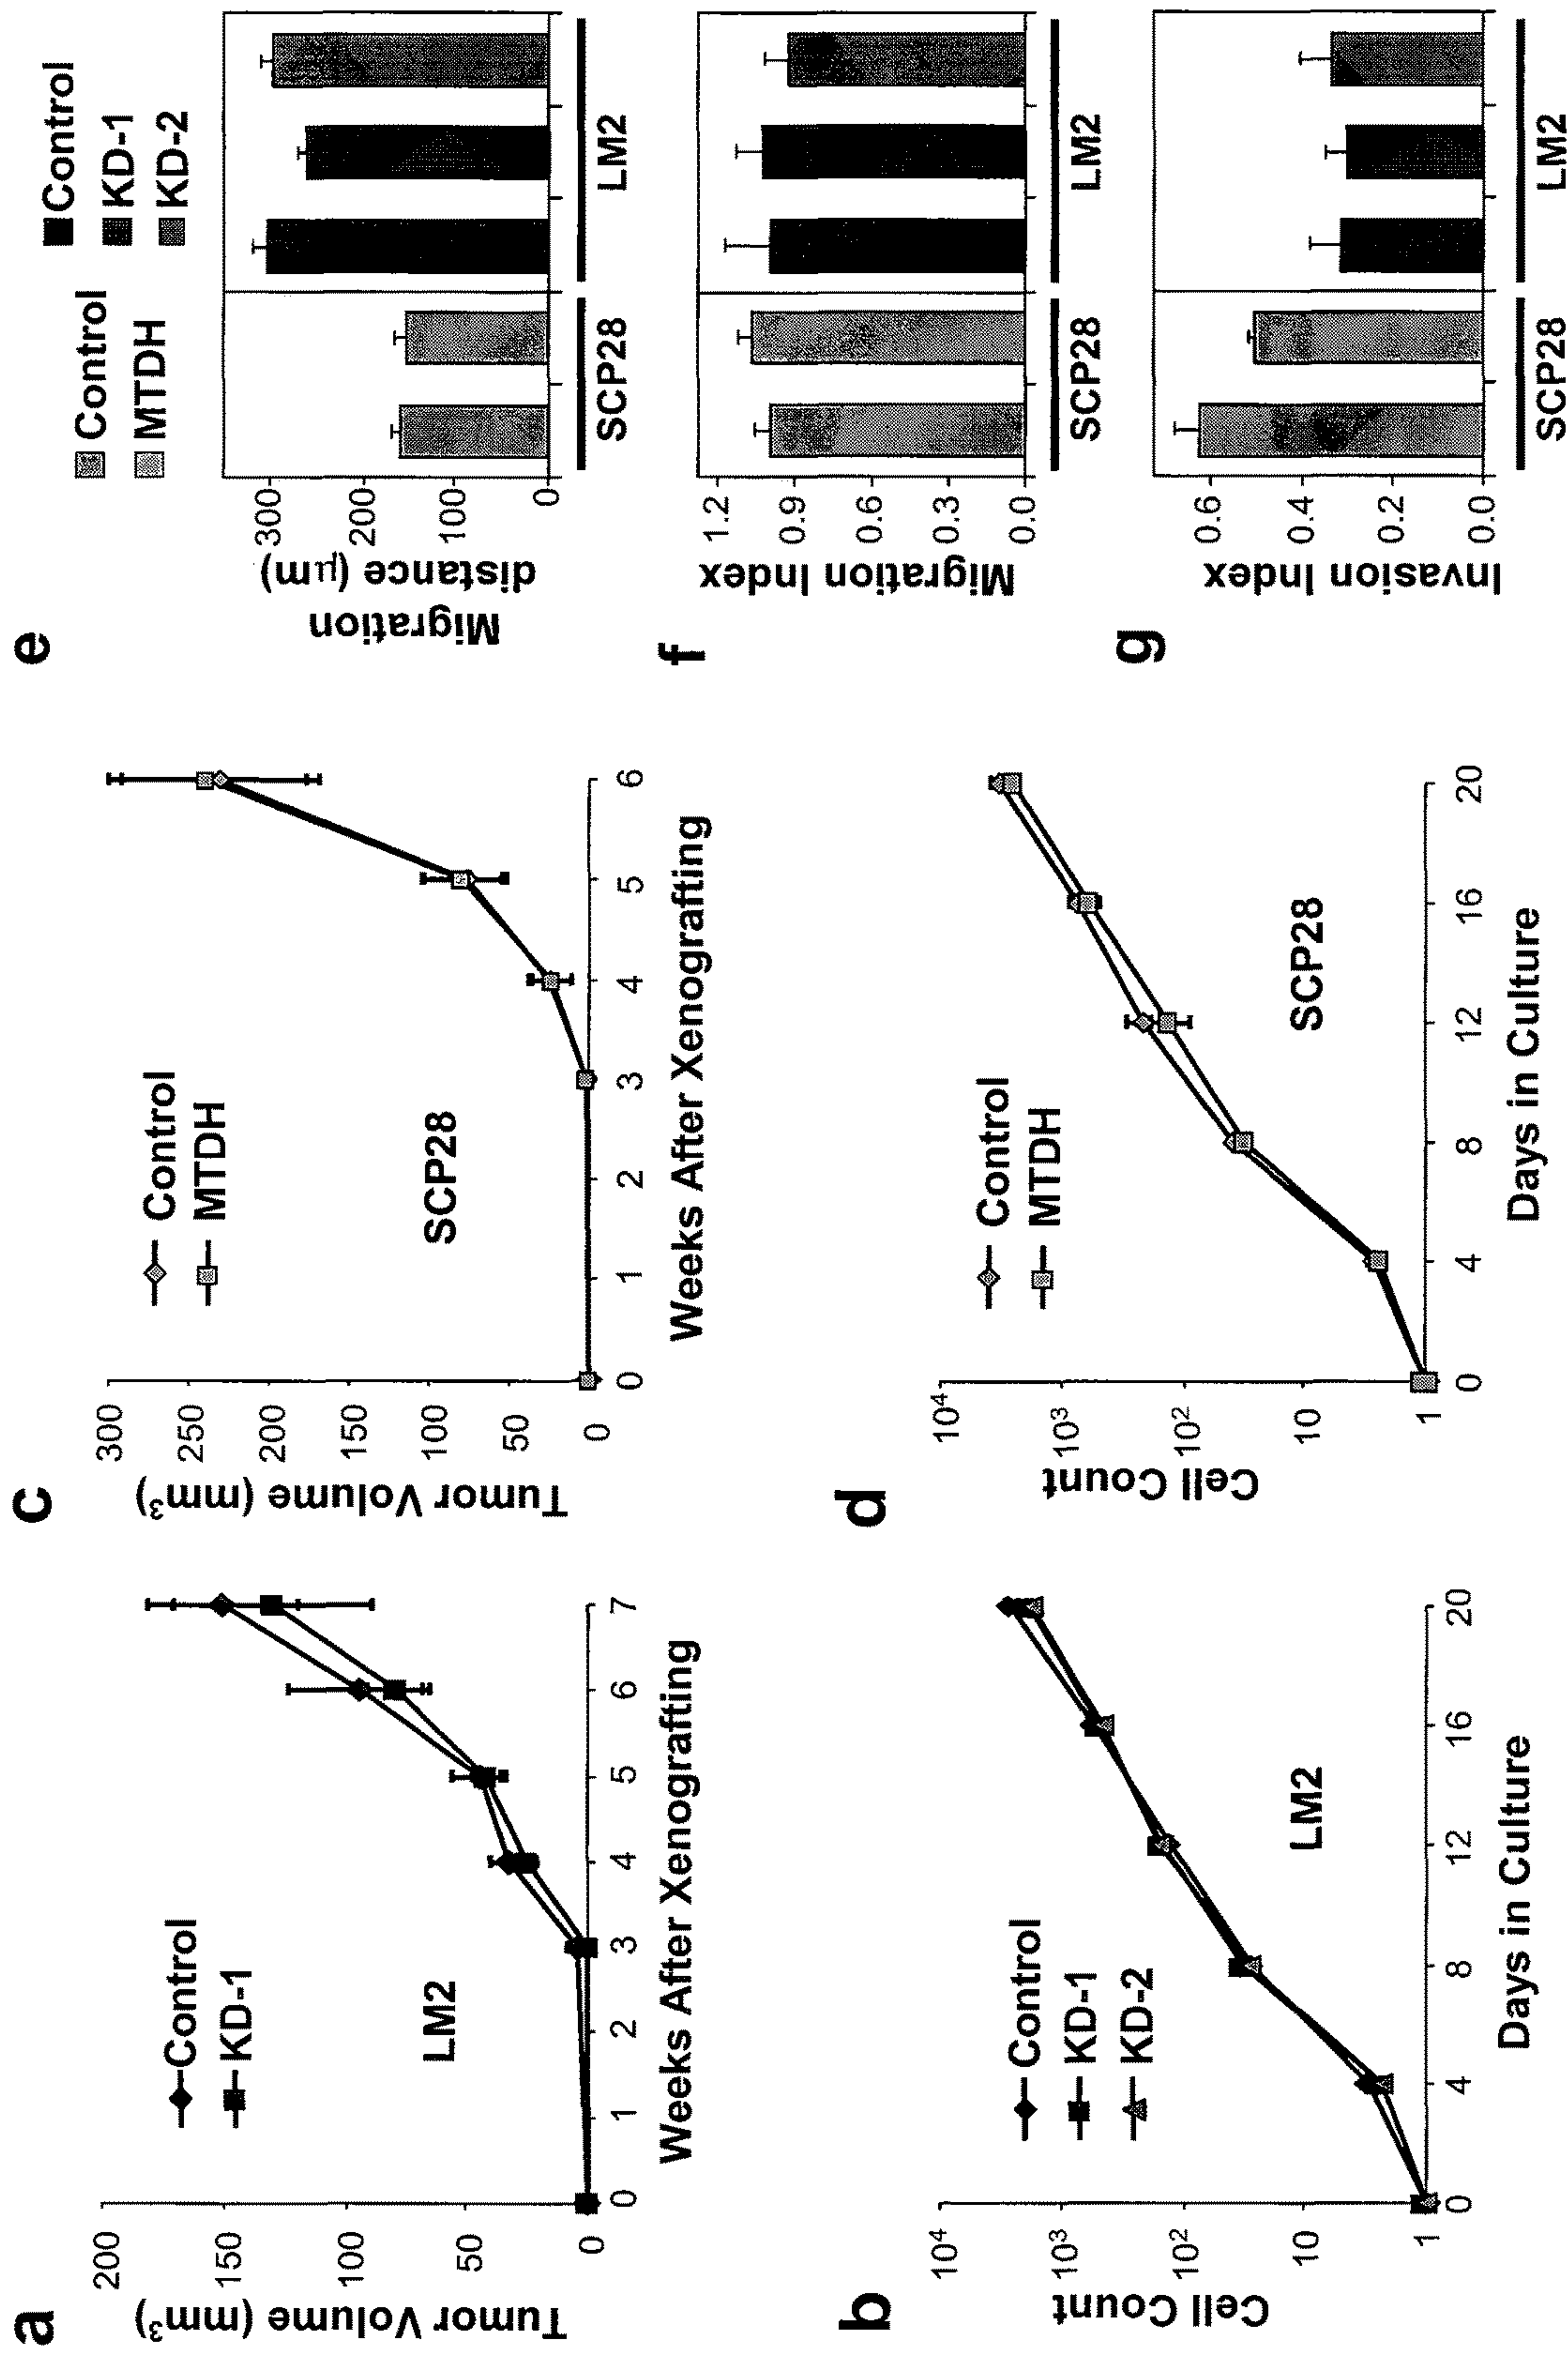 a
Tumor Volume (mm³)
200
150
100
50
0
Control
KD-1
LM2
0 1 2 3 4 5 6 7
Weeks After Xenografting
b
Cell Count
10⁴
10³
10²
10
1
Control
KD-1
KD-2
LM2
0 4 8 12 16 20
Days in Culture
c
Tumor Volume (mm³)
300
250
200
150
100
50
0
Control
MTDH
SCP28
0 1 2 3 4 5 6
Weeks After Xenografting
d
Cell Count
10⁴
10³
10²
10
1
Control
MTDH
SCP28
0 4 8 12 16 20
Days in Culture
e
Control
MTDH
Control
KD-1
KD-2
Migration
distance (μm)
300
200
100
0
SCP28 LM2
f
Migration Index
1.2
0.9
0.6
0.3
0.0
SCP28 LM2
g
Invasion Index
0.6
0.4
0.2
0.0
SCP28 LM2